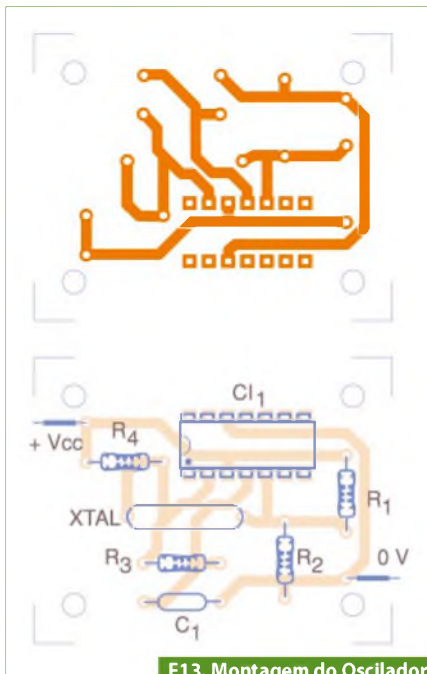 CI1
+ Vcc
R4
XTAL
R1
R3
R2
0 V
C1
F13. Montagem do Oscilador